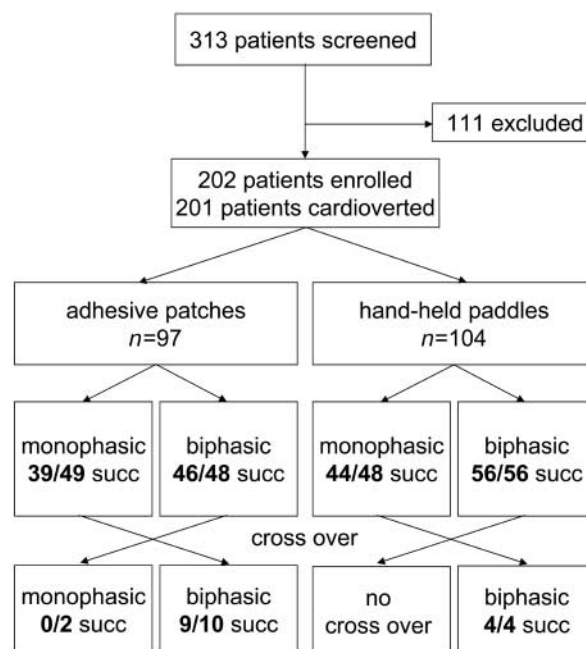 313 patients screened
111 excluded
202 patients enrolled
201 patients cardioverted
adhesive patches
n=97
hand-held paddles
n=104
monophasic
39/49 succ
biphasic
46/48 succ
monophasic
44/48 succ
biphasic
56/56 succ
cross over
monophasic
0/2 succ
biphasic
9/10 succ
no
cross over
biphasic
4/4 succ